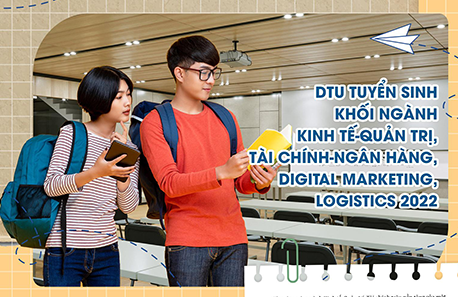 DTU TUYỂN SINH
KHỐI NGÀNH
KINH TẾ-QUẢN TRỊ,
TÀI CHÍNH-NGÂN HÀNG,
DIGITAL MARKETING,
LOGISTICS 2022